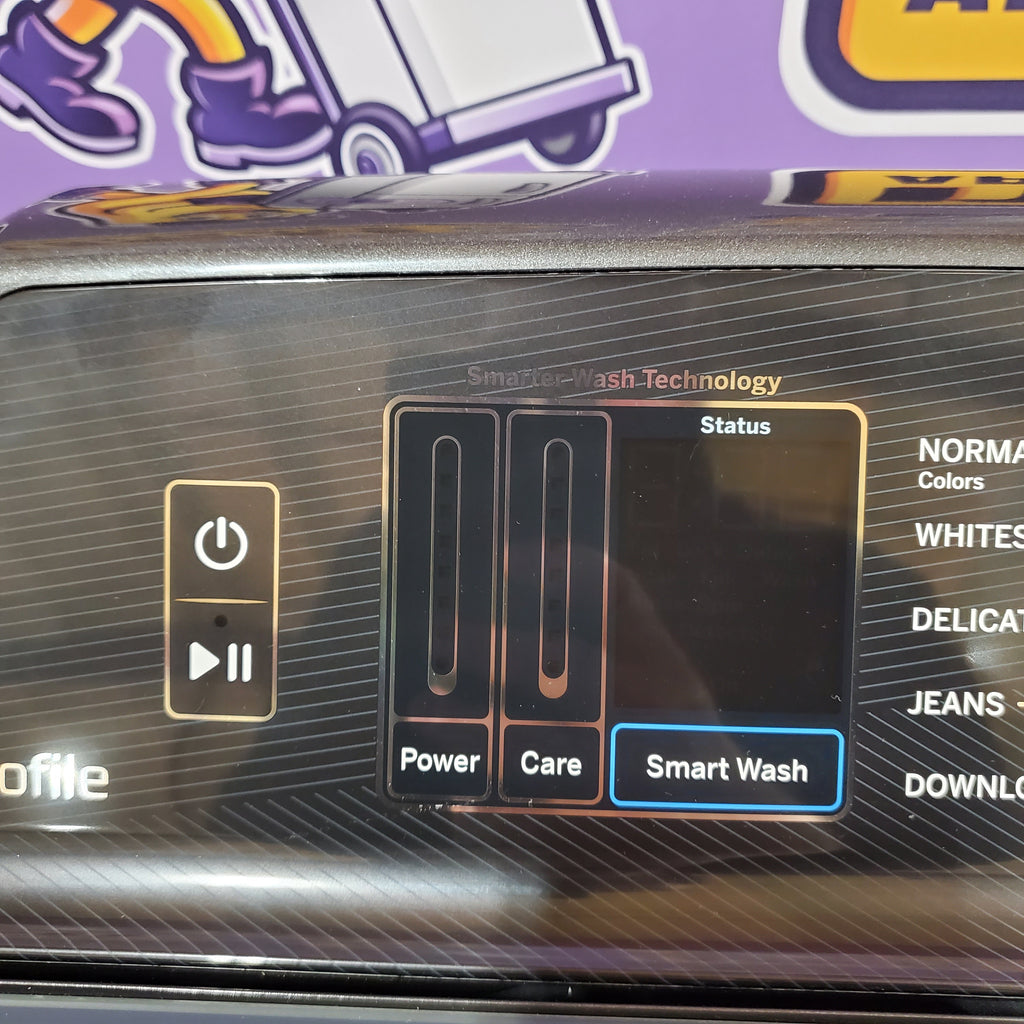 Smarter Wash Technology
Status
NORMA
Colors
WHITES
DELICAT
JEANS
DOWNLO
Power
Care
Smart Wash
ofile